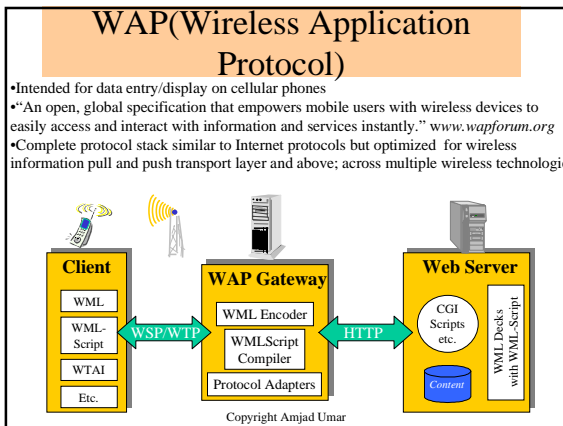 WAP(Wireless Application
Protocol)
•Intended for data entry/display on cellular phones
•“An open, global specification that empowers mobile users with wireless devices to
easily access and interact with information and services instantly.” www.wapforum.org
•Complete protocol stack similar to Internet protocols but optimized for wireless
information pull and push transport layer and above; across multiple wireless technologie
Client
WML
WML-
Script
WTAI
Etc.
WSP/WTP
WAP Gateway
WML Encoder
WMLScript
Compiler
Protocol Adapters
HTTP
Web Server
CGI
Scripts
etc.
Content
WML Decks
with WML-Script
Copyright Amjad Umar